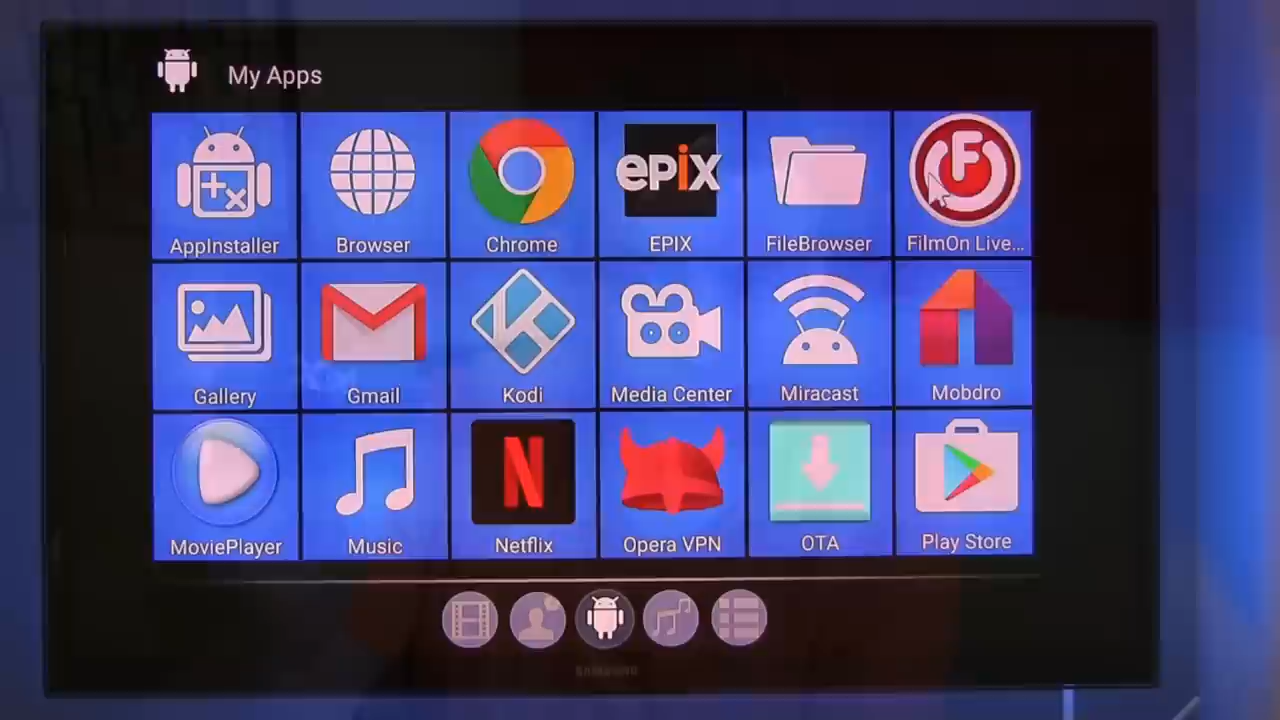 My Apps
AppInstaller
Browser
Chrome
EPIX
EPIX
FileBrowser
F
FilmOn Live...
Gallery
Gmail
Kodi
Media Center
Miracast
Mobdro
MoviePlayer
Music
N
Netflix
Opera VPN
OTA
Play Store
SAMSUNG